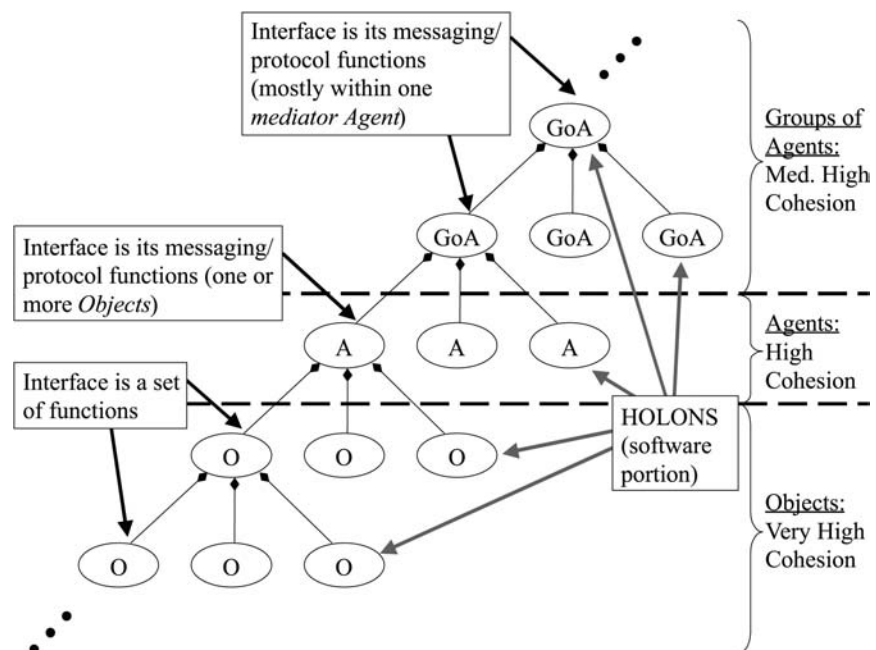 Interface is its messaging/
protocol functions
(mostly within one
mediator Agent)
GoA
Groups of
Agents:
Med. High
Cohesion
GoA
GoA
GoA
Interface is its messaging/
protocol functions (one or
more Objects)
A
A
A
Agents:
High
Cohesion
Interface is a set
of functions
HOLONS
(software
portion)
O
O
O
Objects:
Very High
Cohesion
O
O
O